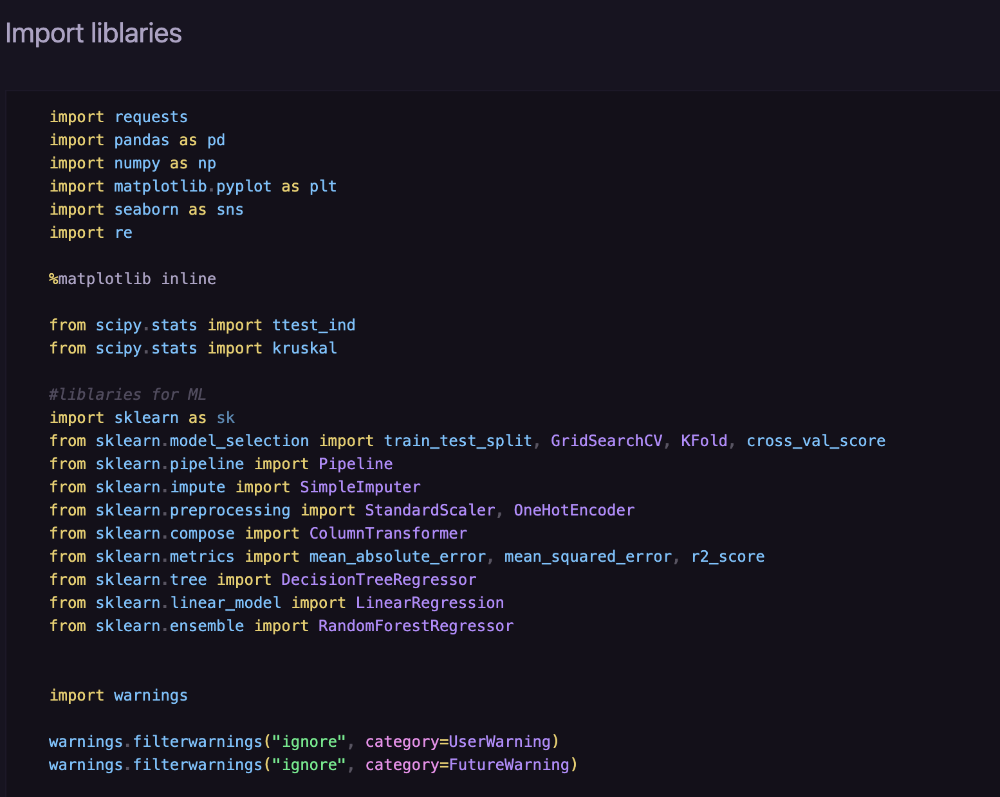 Import liblaries
import requests
import pandas as pd
import numpy as np
import matplotlib.pyplot as plt
import seaborn as sns
import re
%matplotlib inline
from scipy.stats import ttest_ind
from scipy.stats import kruskal
#liblaries for ML
import sklearn as sk
from sklearn.model_selection import train_test_split, GridSearchCV, KFold, cross_val_score
from sklearn.pipeline import Pipeline
from sklearn.impute import SimpleImputer
from sklearn.preprocessing import StandardScaler, OneHotEncoder
from sklearn.compose import ColumnTransformer
from sklearn.metrics import mean_absolute_error, mean_squared_error, r2_score
from sklearn.tree import DecisionTreeRegressor
from sklearn.linear_model import LinearRegression
from sklearn.ensemble import RandomForestRegressor
import warnings
warnings.filterwarnings("ignore", category=UserWarning)
warnings.filterwarnings("ignore", category=FutureWarning)